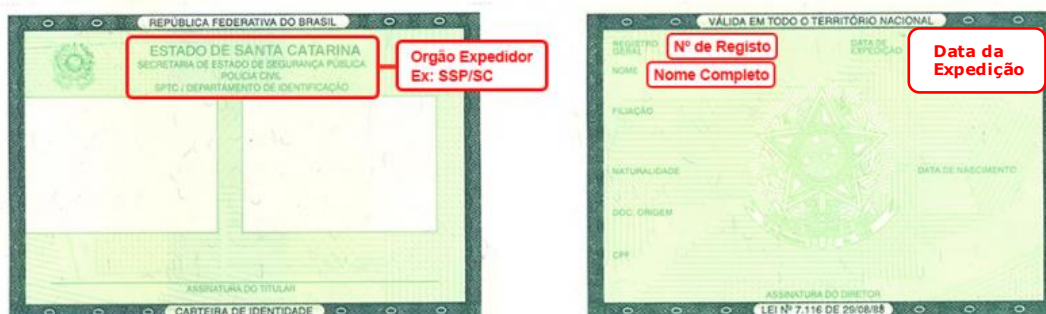 REPÚBLICA FEDERATIVA DO BRASIL
ESTADO DE SANTA CATARINA
SECRETARIA DE ESTADO DE SEGURANÇA PÚBLICA
POLICIA CIVIL
SPTC / DEPARTAMENTO DE IDENTIFICAÇÃO
Orgão Expedidor
Ex: SSP/SC
ASSINATURA DO TITULAR
CARTEIRA DE IDENTIDADE
VÁLIDA EM TODO O TERRITÓRIO NACIONAL
REGISTRO
GERAL
Nº de Registo
DATA DE
EXPEDIÇÃO
Data da
Expedição
NOME
Nome Completo
FILIAÇÃO
NATURALIDADE
DATA DE NASCIMENTO
DOC. ORIGEM
CPF
ASSINATURA DO DIRETOR
LEI Nº 7.116 DE 29/08/83